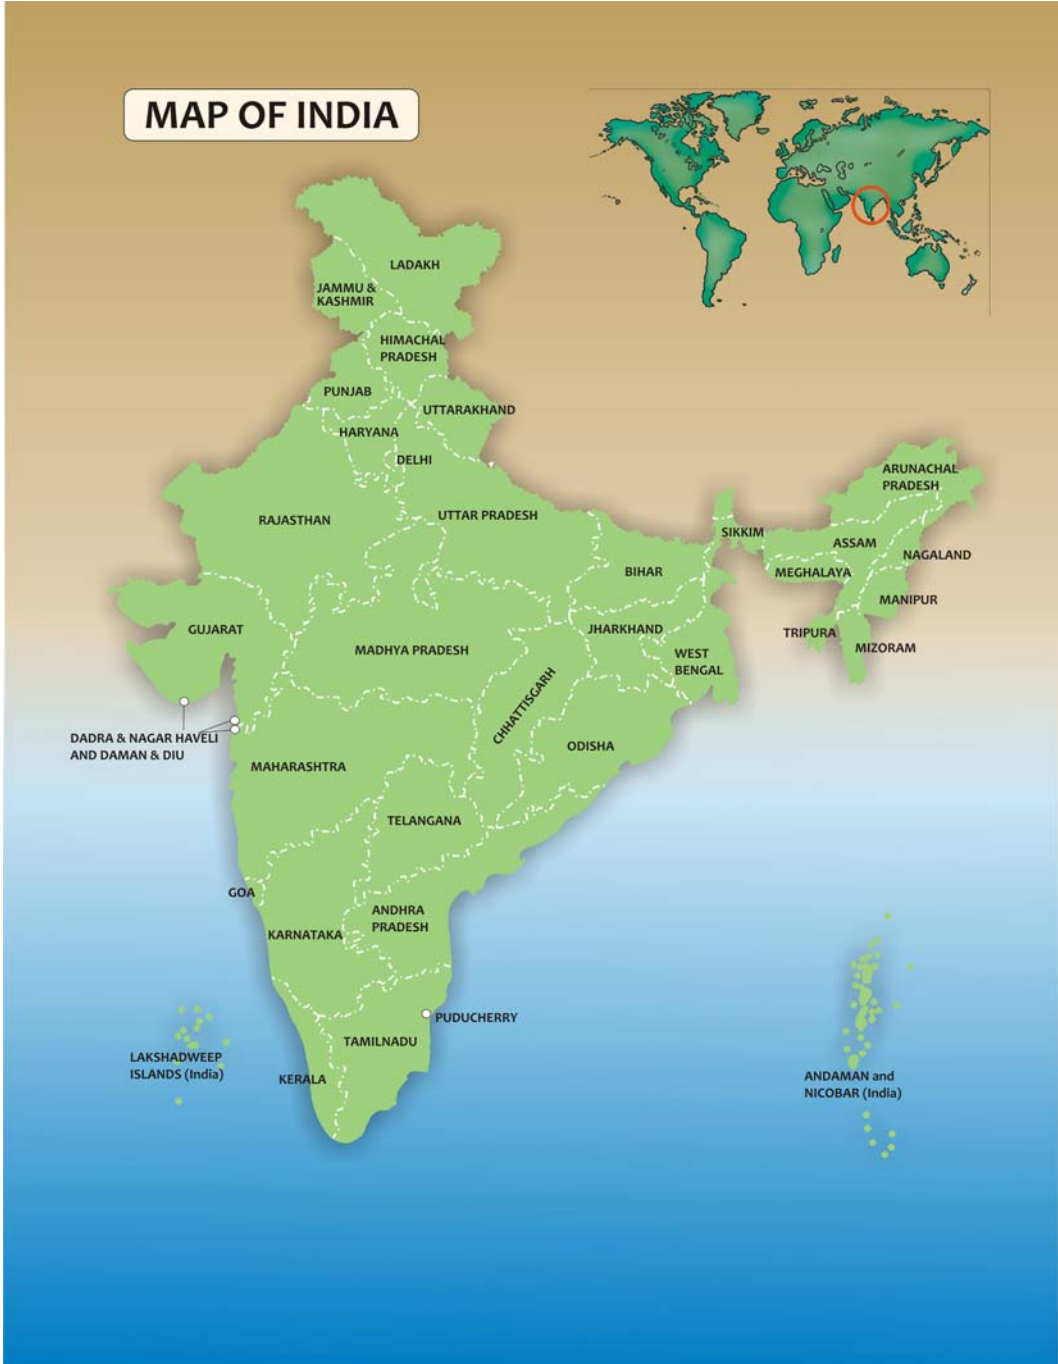 MAP OF INDIA
LADAKH
JAMMU &
KASHMIR
HIMACHAL
PRADESH
PUNJAB
UTTARAKHAND
HARYANA
DELHI
ARUNACHAL
PRADESH
RAJASTHAN
UTTAR PRADESH
SIKKIM
ASSAM
NAGALAND
BIHAR
MEGHALAYA
MANIPUR
GUJARAT
JHARKHAND
TRIPURA
MIZORAM
MADHYA PRADESH
WEST
BENGAL
CHHATTISGARH
DADRA & NAGAR HAVELI
AND DAMAN & DIU
ODISHA
MAHARASHTRA
TELANGANA
GOA
ANDHRA
PRADESH
KARNATAKA
PUDUCHERRY
TAMILNADU
LAKSHADWEEP
ISLANDS (India)
KERALA
ANDAMAN and
NICOBAR (India)